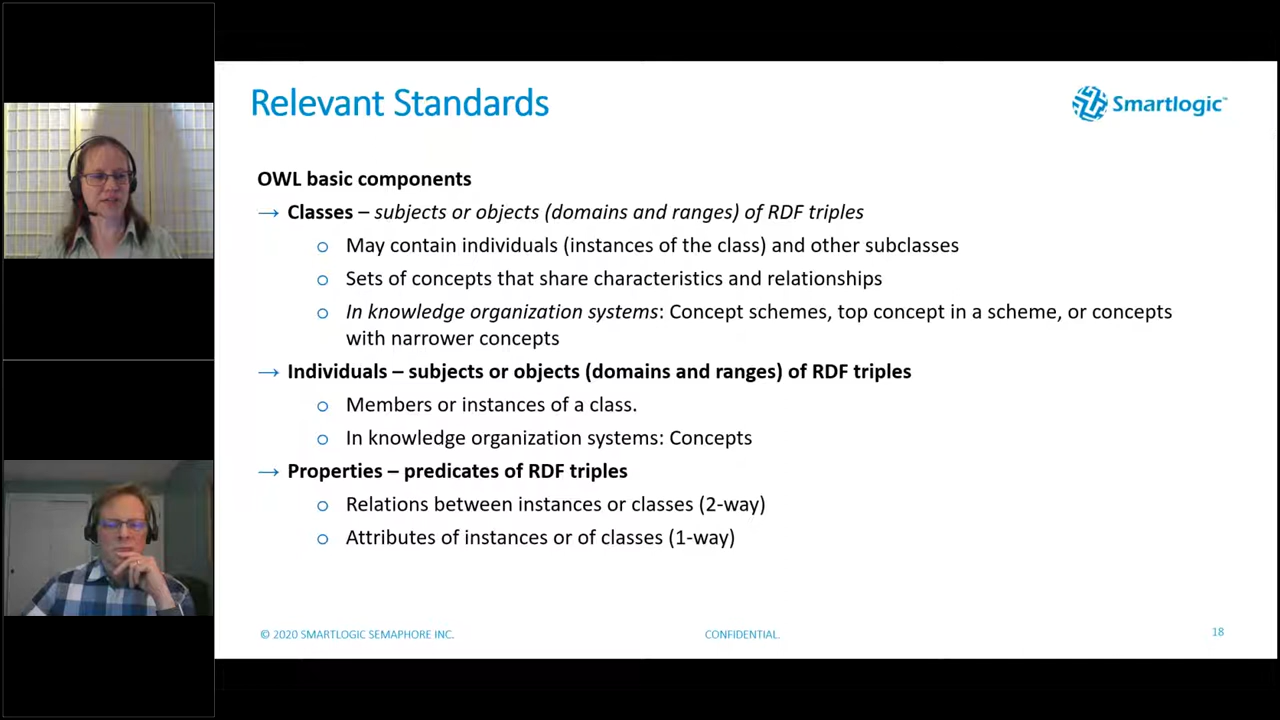 Relevant Standards
Smartlogic™
OWL basic components
→ Classes – subjects or objects (domains and ranges) of RDF triples
o May contain individuals (instances of the class) and other subclasses
o Sets of concepts that share characteristics and relationships
o In knowledge organization systems: Concept schemes, top concept in a scheme, or concepts
with narrower concepts
→ Individuals – subjects or objects (domains and ranges) of RDF triples
o Members or instances of a class.
o In knowledge organization systems: Concepts
→ Properties – predicates of RDF triples
o Relations between instances or classes (2-way)
o Attributes of instances or of classes (1-way)
© 2020 SMARTLOGIC SEMAPHORE INC.
CONFIDENTIAL.
18